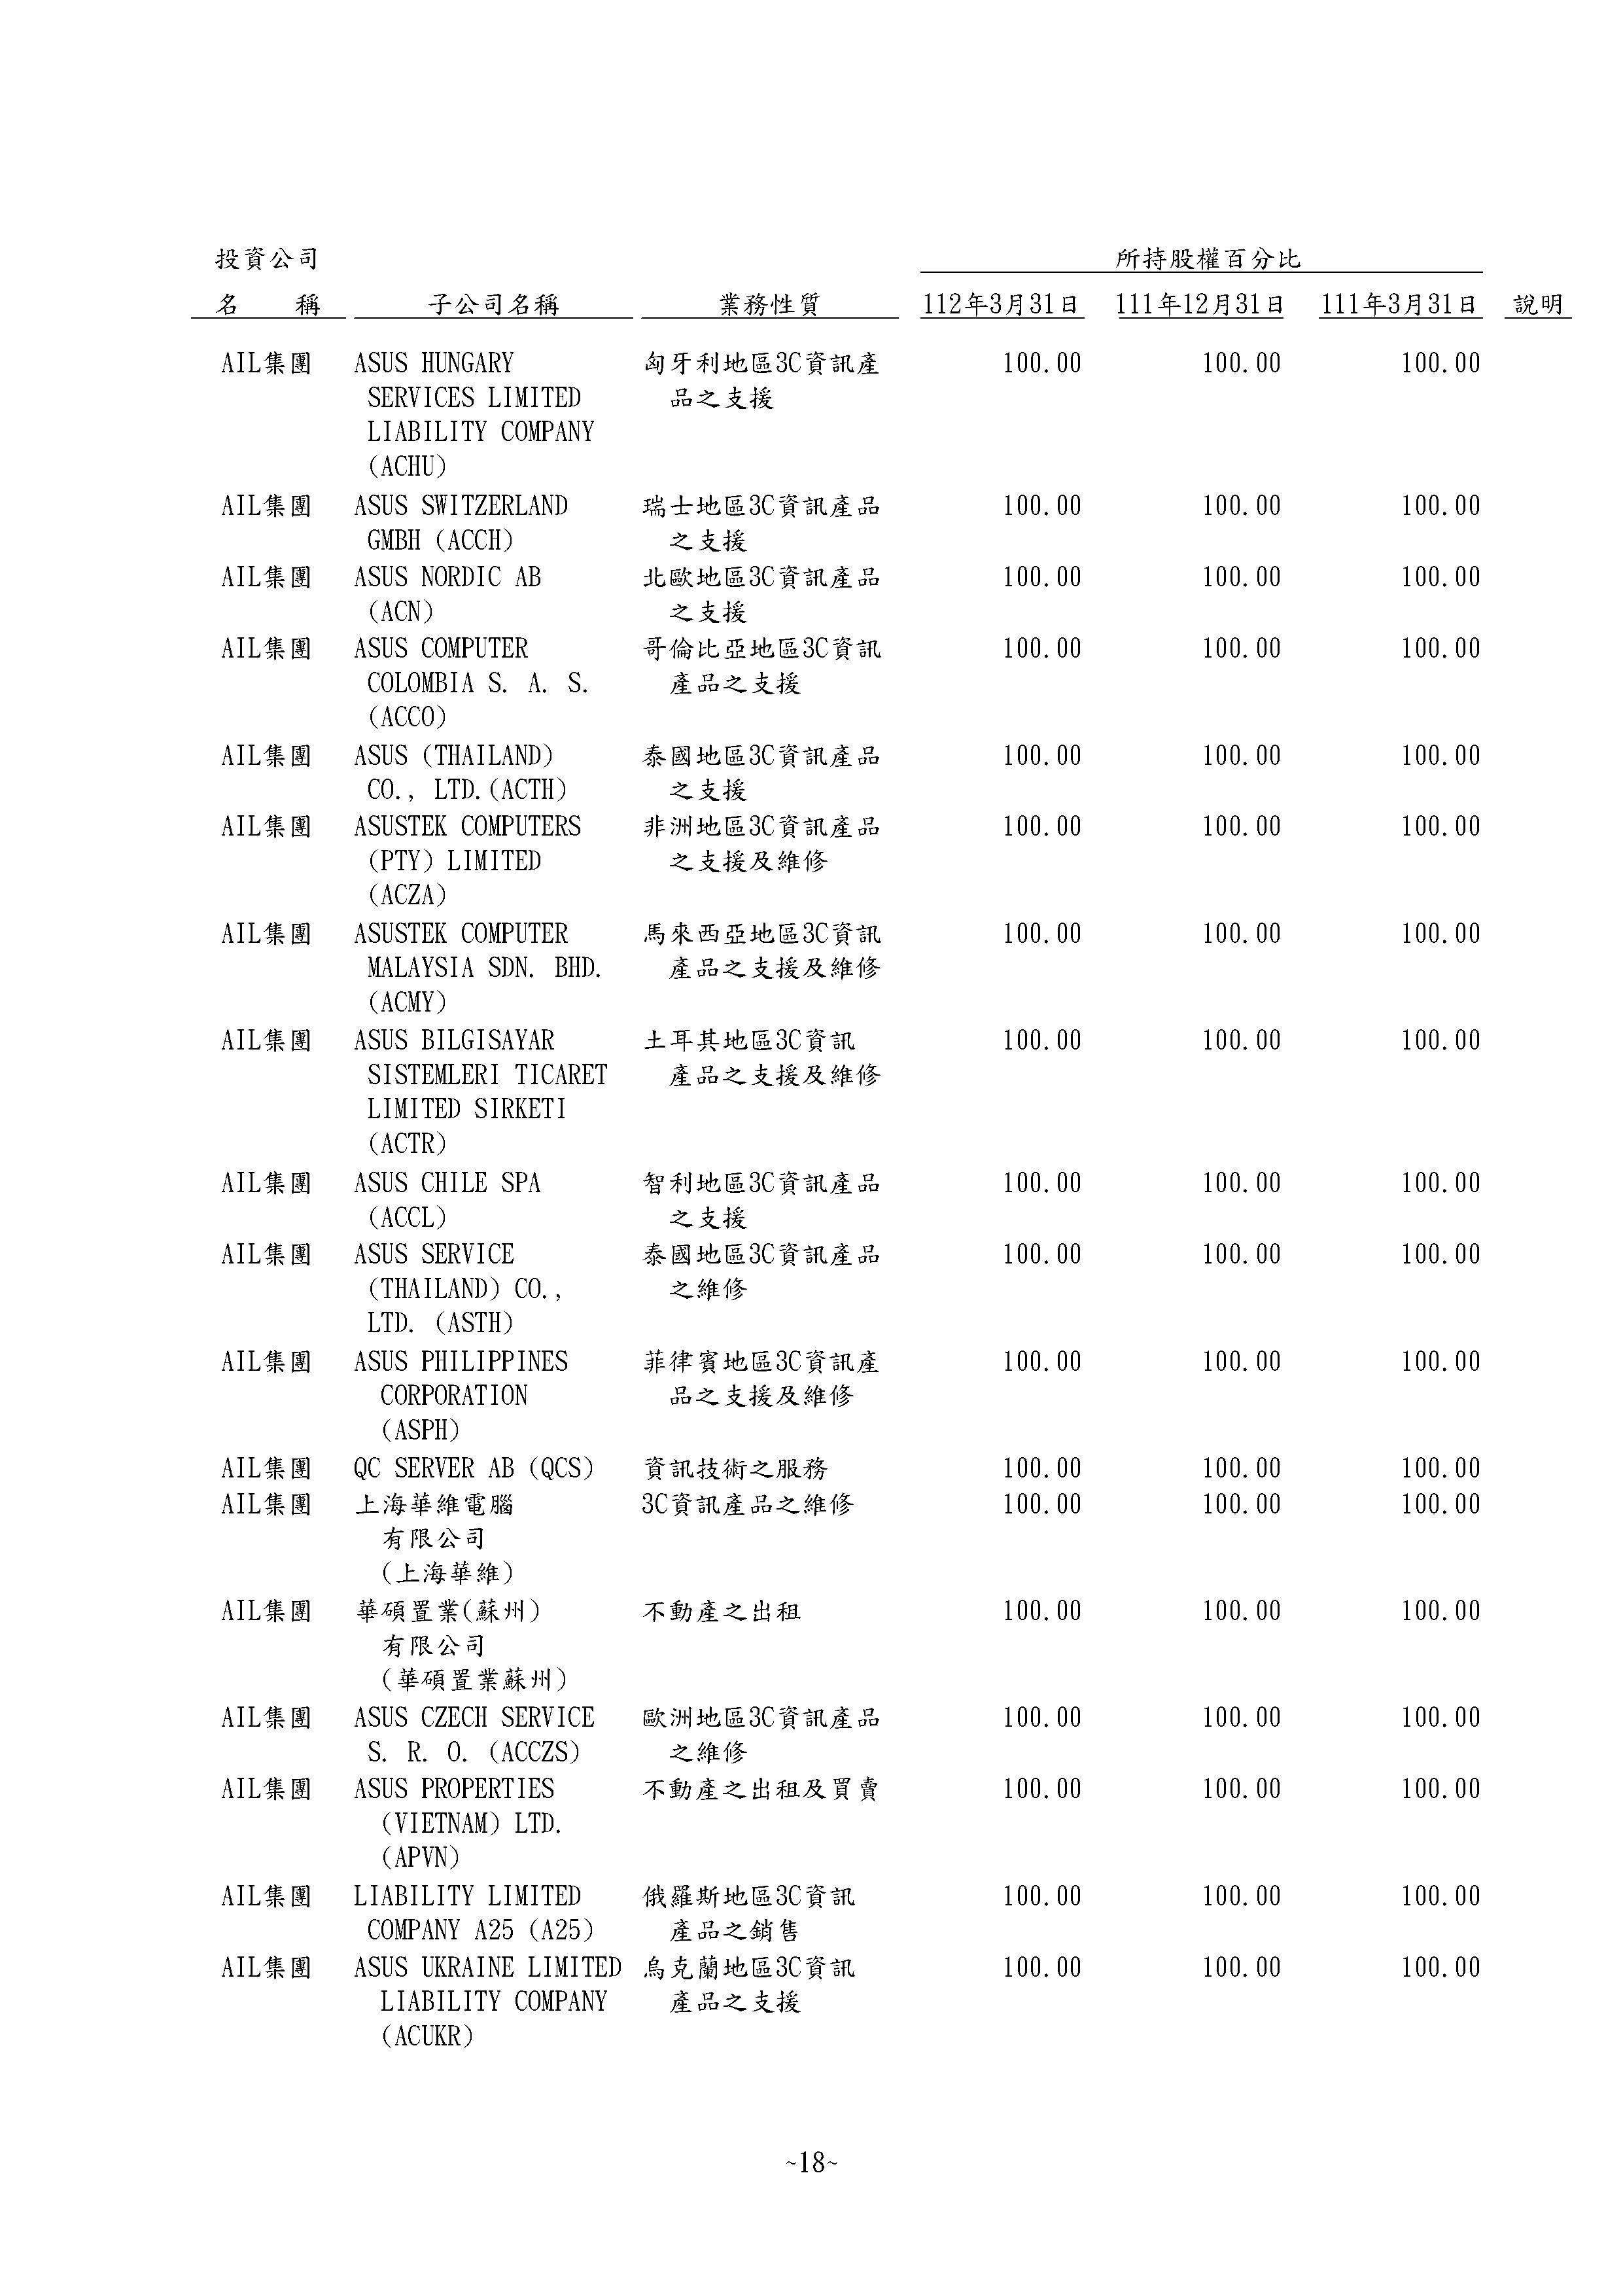 投資公司 所持股權百分比
名 稱 子公司名稱 業務性質 112年3月31日 111年12月31日 111年3月31日 說明
AIL集團 ASUS HUNGARY 匈牙利地區3C資訊產 100.00 100.00 100.00
SERVICES LIMITED 品之支援
LIABILITY COMPANY
(ACHU)
AIL集團 ASUS SWITZERLAND 瑞士地區3C資訊產品 100.00 100.00 100.00
GMBH (ACCH) 之支援
AIL集團 ASUS NORDIC AB 北歐地區3C資訊產品 100.00 100.00 100.00
(ACN) 之支援
AIL集團 ASUS COMPUTER 哥倫比亞地區3C資訊 100.00 100.00 100.00
COLOMBIA S. A. S. 產品之支援
(ACCO)
AIL集團 ASUS (THAILAND) 泰國地區3C資訊產品 100.00 100.00 100.00
CO., LTD.(ACTH) 之支援
AIL集團 ASUSTEK COMPUTERS 非洲地區3C資訊產品 100.00 100.00 100.00
(PTY) LIMITED 之支援及維修
(ACZA)
AIL集團 ASUSTEK COMPUTER 馬來西亞地區3C資訊 100.00 100.00 100.00
MALAYSIA SDN. BHD. 產品之支援及維修
(ACMY)
AIL集團 ASUS BILGISAYAR 土耳其地區3C資訊 100.00 100.00 100.00
SISTEMLERI TICARET 產品之支援及維修
LIMITED SIRKETI
(ACTR)
AIL集團 ASUS CHILE SPA 智利地區3C資訊產品 100.00 100.00 100.00
(ACCL) 之支援
AIL集團 ASUS SERVICE 泰國地區3C資訊產品 100.00 100.00 100.00
(THAILAND) CO., 之維修
LTD. (ASTH)
AIL集團 ASUS PHILIPPINES 菲律賓地區3C資訊產 100.00 100.00 100.00
CORPORATION 品之支援及維修
(ASPH)
AIL集團 QC SERVER AB (QCS) 資訊技術之服務 100.00 100.00 100.00
AIL集團 上海華維電腦 3C資訊產品之維修 100.00 100.00 100.00
有限公司
(上海華維)
AIL集團 華碩置業(蘇州) 不動產之出租 100.00 100.00 100.00
有限公司
(華碩置業蘇州)
AIL集團 ASUS CZECH SERVICE 歐洲地區3C資訊產品 100.00 100.00 100.00
S. R. O. (ACCZS) 之維修
AIL集團 ASUS PROPERTIES 不動產之出租及買賣 100.00 100.00 100.00
(VIETNAM) LTD.
(APVN)
AIL集團 LIABILITY LIMITED 俄羅斯地區3C資訊 100.00 100.00 100.00
COMPANY A25 (A25) 產品之銷售
AIL集團 ASUS UKRAINE LIMITED 烏克蘭地區3C資訊 100.00 100.00 100.00
LIABILITY COMPANY 產品之支援
(ACUKR)
~18~